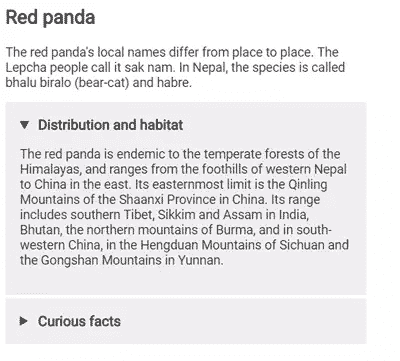 Red panda
The red panda's local names differ from place to place. The
Lepcha people call it sak nam. In Nepal, the species is called
bhalu biralo (bear-cat) and habre.
Distribution and habitat
The red panda is endemic to the temperate forests of the
Himalayas, and ranges from the foothills of western Nepal
to China in the east. Its easternmost limit is the Qinling
Mountains of the Shaanxi Province in China. Its range
includes southern Tibet, Sikkim and Assam in India,
Bhutan, the northern mountains of Burma, and in south-
western China, in the Hengduan Mountains of Sichuan and
the Gongshan Mountains in Yunnan.
Curious facts